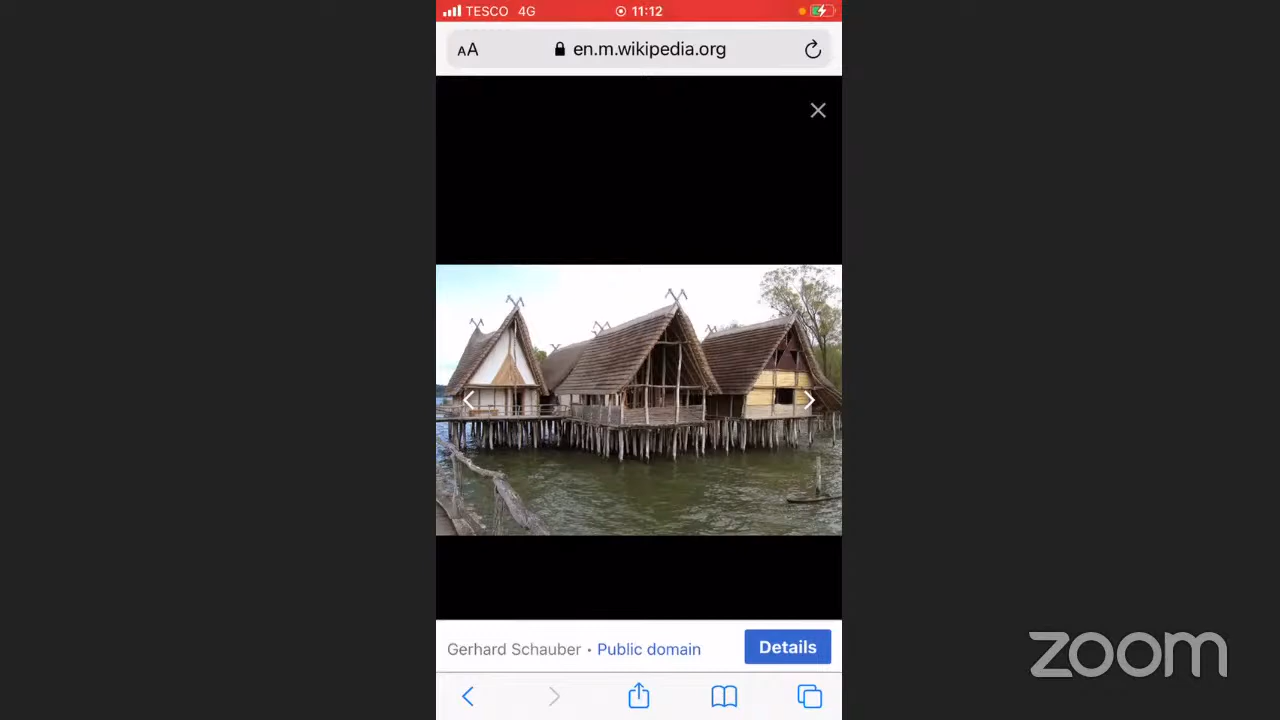 TESCO 4G 11:12
AA en.m.wikipedia.org
Gerhard Schauber • Public domain Details
zoom